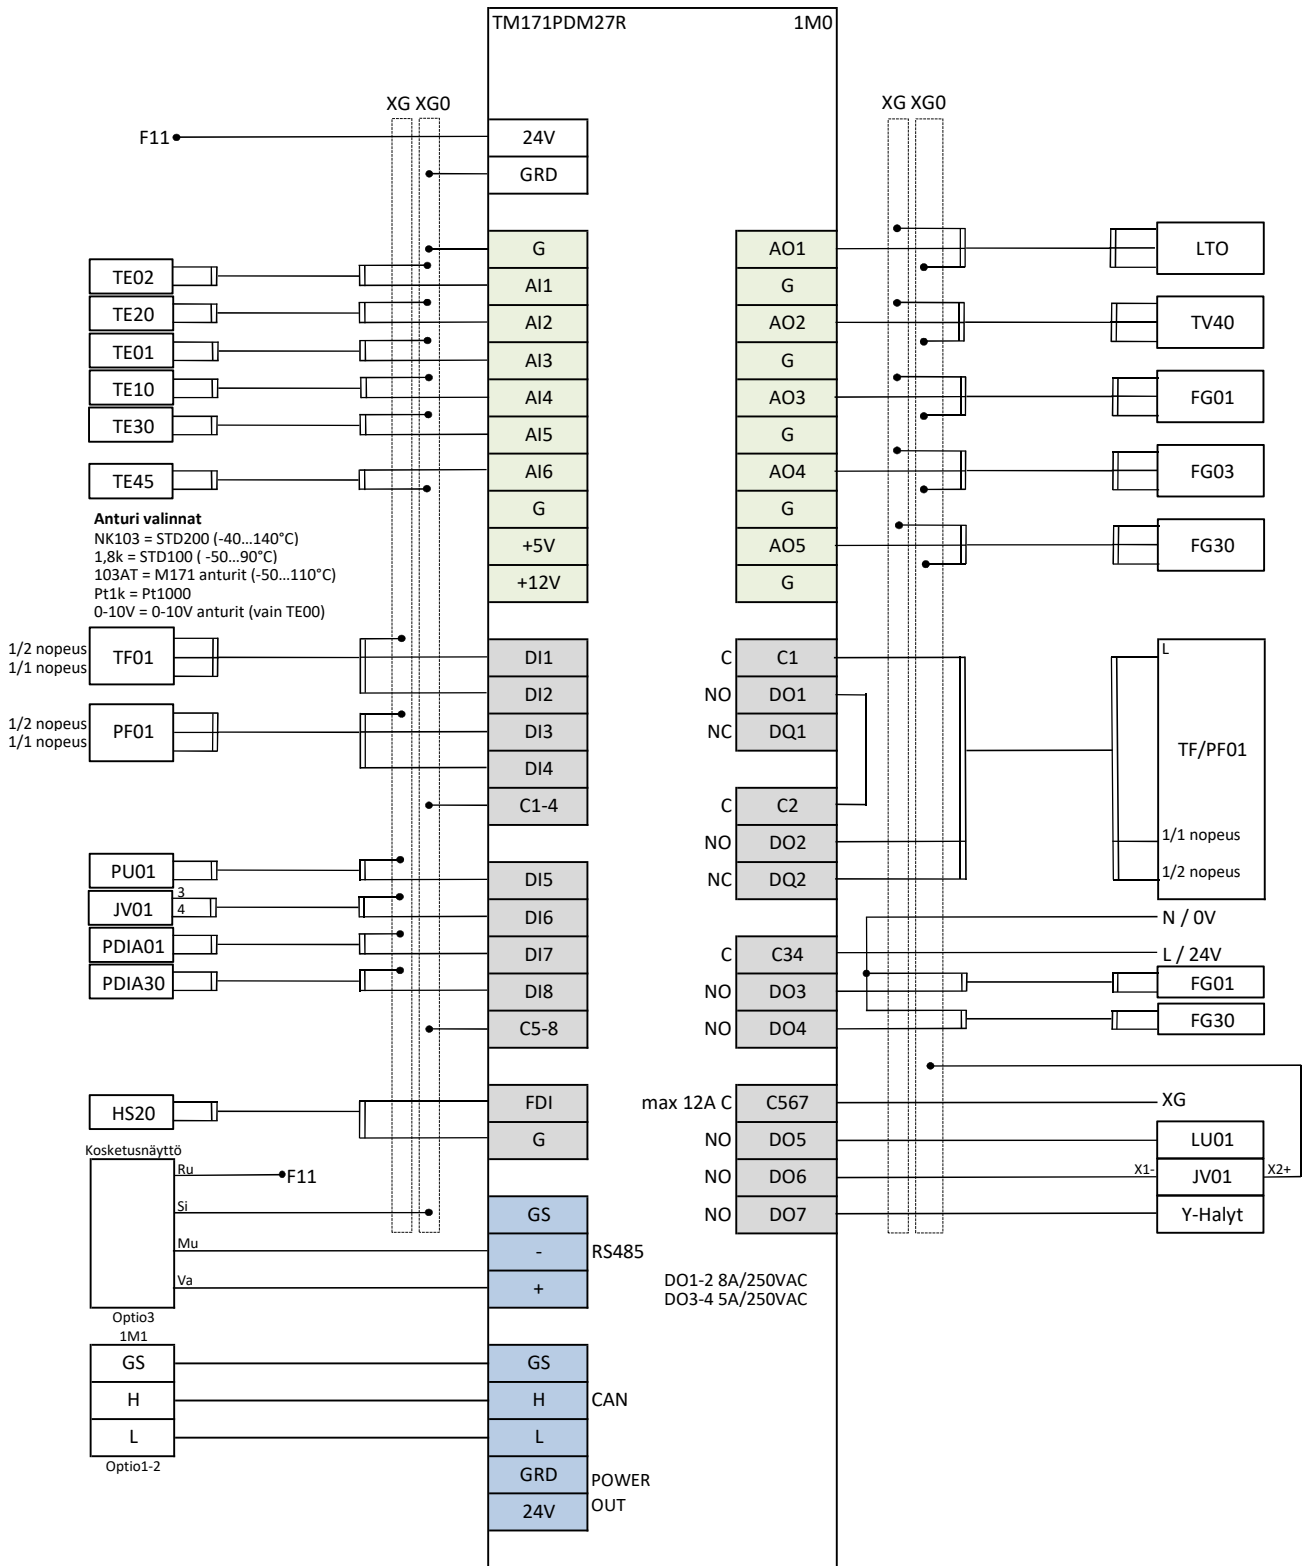 TM171PDM27R 1M0
XG XG0
XG XG0
F11
24V
GRD
G
TE02
AI1
TE20
AI2
TE01
AI3
TE10
AI4
TE30
AI5
TE45
AI6
G
+5V
+12V
Anturi valinnat
NK103 = STD200 (-40...140°C)
1,8k = STD100 ( -50...90°C)
103AT = M171 anturit (-50...110°C)
Pt1k = Pt1000
0-10V = 0-10V anturit (vain TE00)
1/2 nopeus
1/1 nopeus
TF01
DI1
DI2
1/2 nopeus
1/1 nopeus
PF01
DI3
DI4
C1-4
PU01
DI5
JV01
3
4
DI6
PDIA01
DI7
PDIA30
DI8
C5-8
HS20
FDI
G
Kosketusnäyttö
Ru
F11
Si
GS
Mu
-
RS485
Va
+
Optio3
1M1
GS
GS
H
H
CAN
L
L
Optio1-2
GRD
POWER
OUT
24V
AO1
LTO
G
AO2
TV40
G
AO3
FG01
G
AO4
FG03
G
AO5
FG30
G
C C1
NO DO1
NC DQ1
C C2
NO DO2
NC DQ2
L
TF/PF01
1/1 nopeus
1/2 nopeus
N / 0V
C C34
L / 24V
NO DO3
FG01
NO DO4
FG30
max 12A C C567
XG
NO DO5
LU01
NO DO6
X1- JV01 X2+
NO DO7
Y-Halyt
DO1-2 8A/250VAC
DO3-4 5A/250VAC